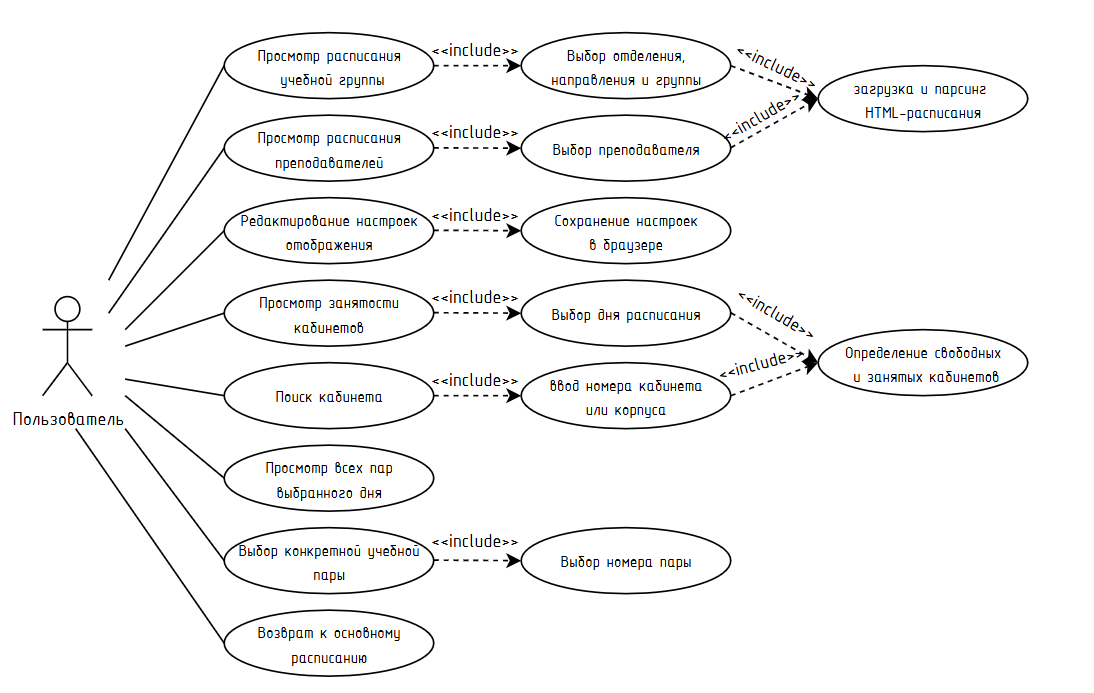 Просмотр расписания
учебной группы
<<include>>
Выбор отделения,
направления и группы
<<include>>
загрузка и парсинг
HTML-расписания
Просмотр расписания
преподавателей
<<include>>
Выбор преподавателя
<<include>>
Редактирование настроек
отображения
<<include>>
Сохранение настроек
в браузере
Просмотр занятости
кабинетов
<<include>>
Выбор дня расписания
<<include>>
Определение свободных
и занятых кабинетов
Поиск кабинета
<<include>>
ввод номера кабинета
или корпуса
<<include>>
Пользователь
Просмотр всех пар
выбранного дня
Выбор конкретной учебной
пары
<<include>>
Выбор номера пары
Возврат к основному
расписанию